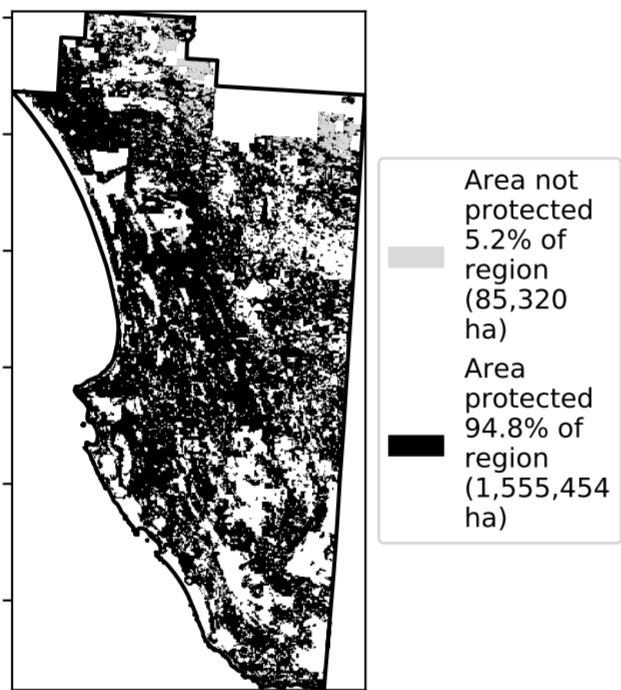 Area not
protected
5.2% of
region
(85,320
ha)
Area
protected
94.8% of
region
(1,555,454
ha)